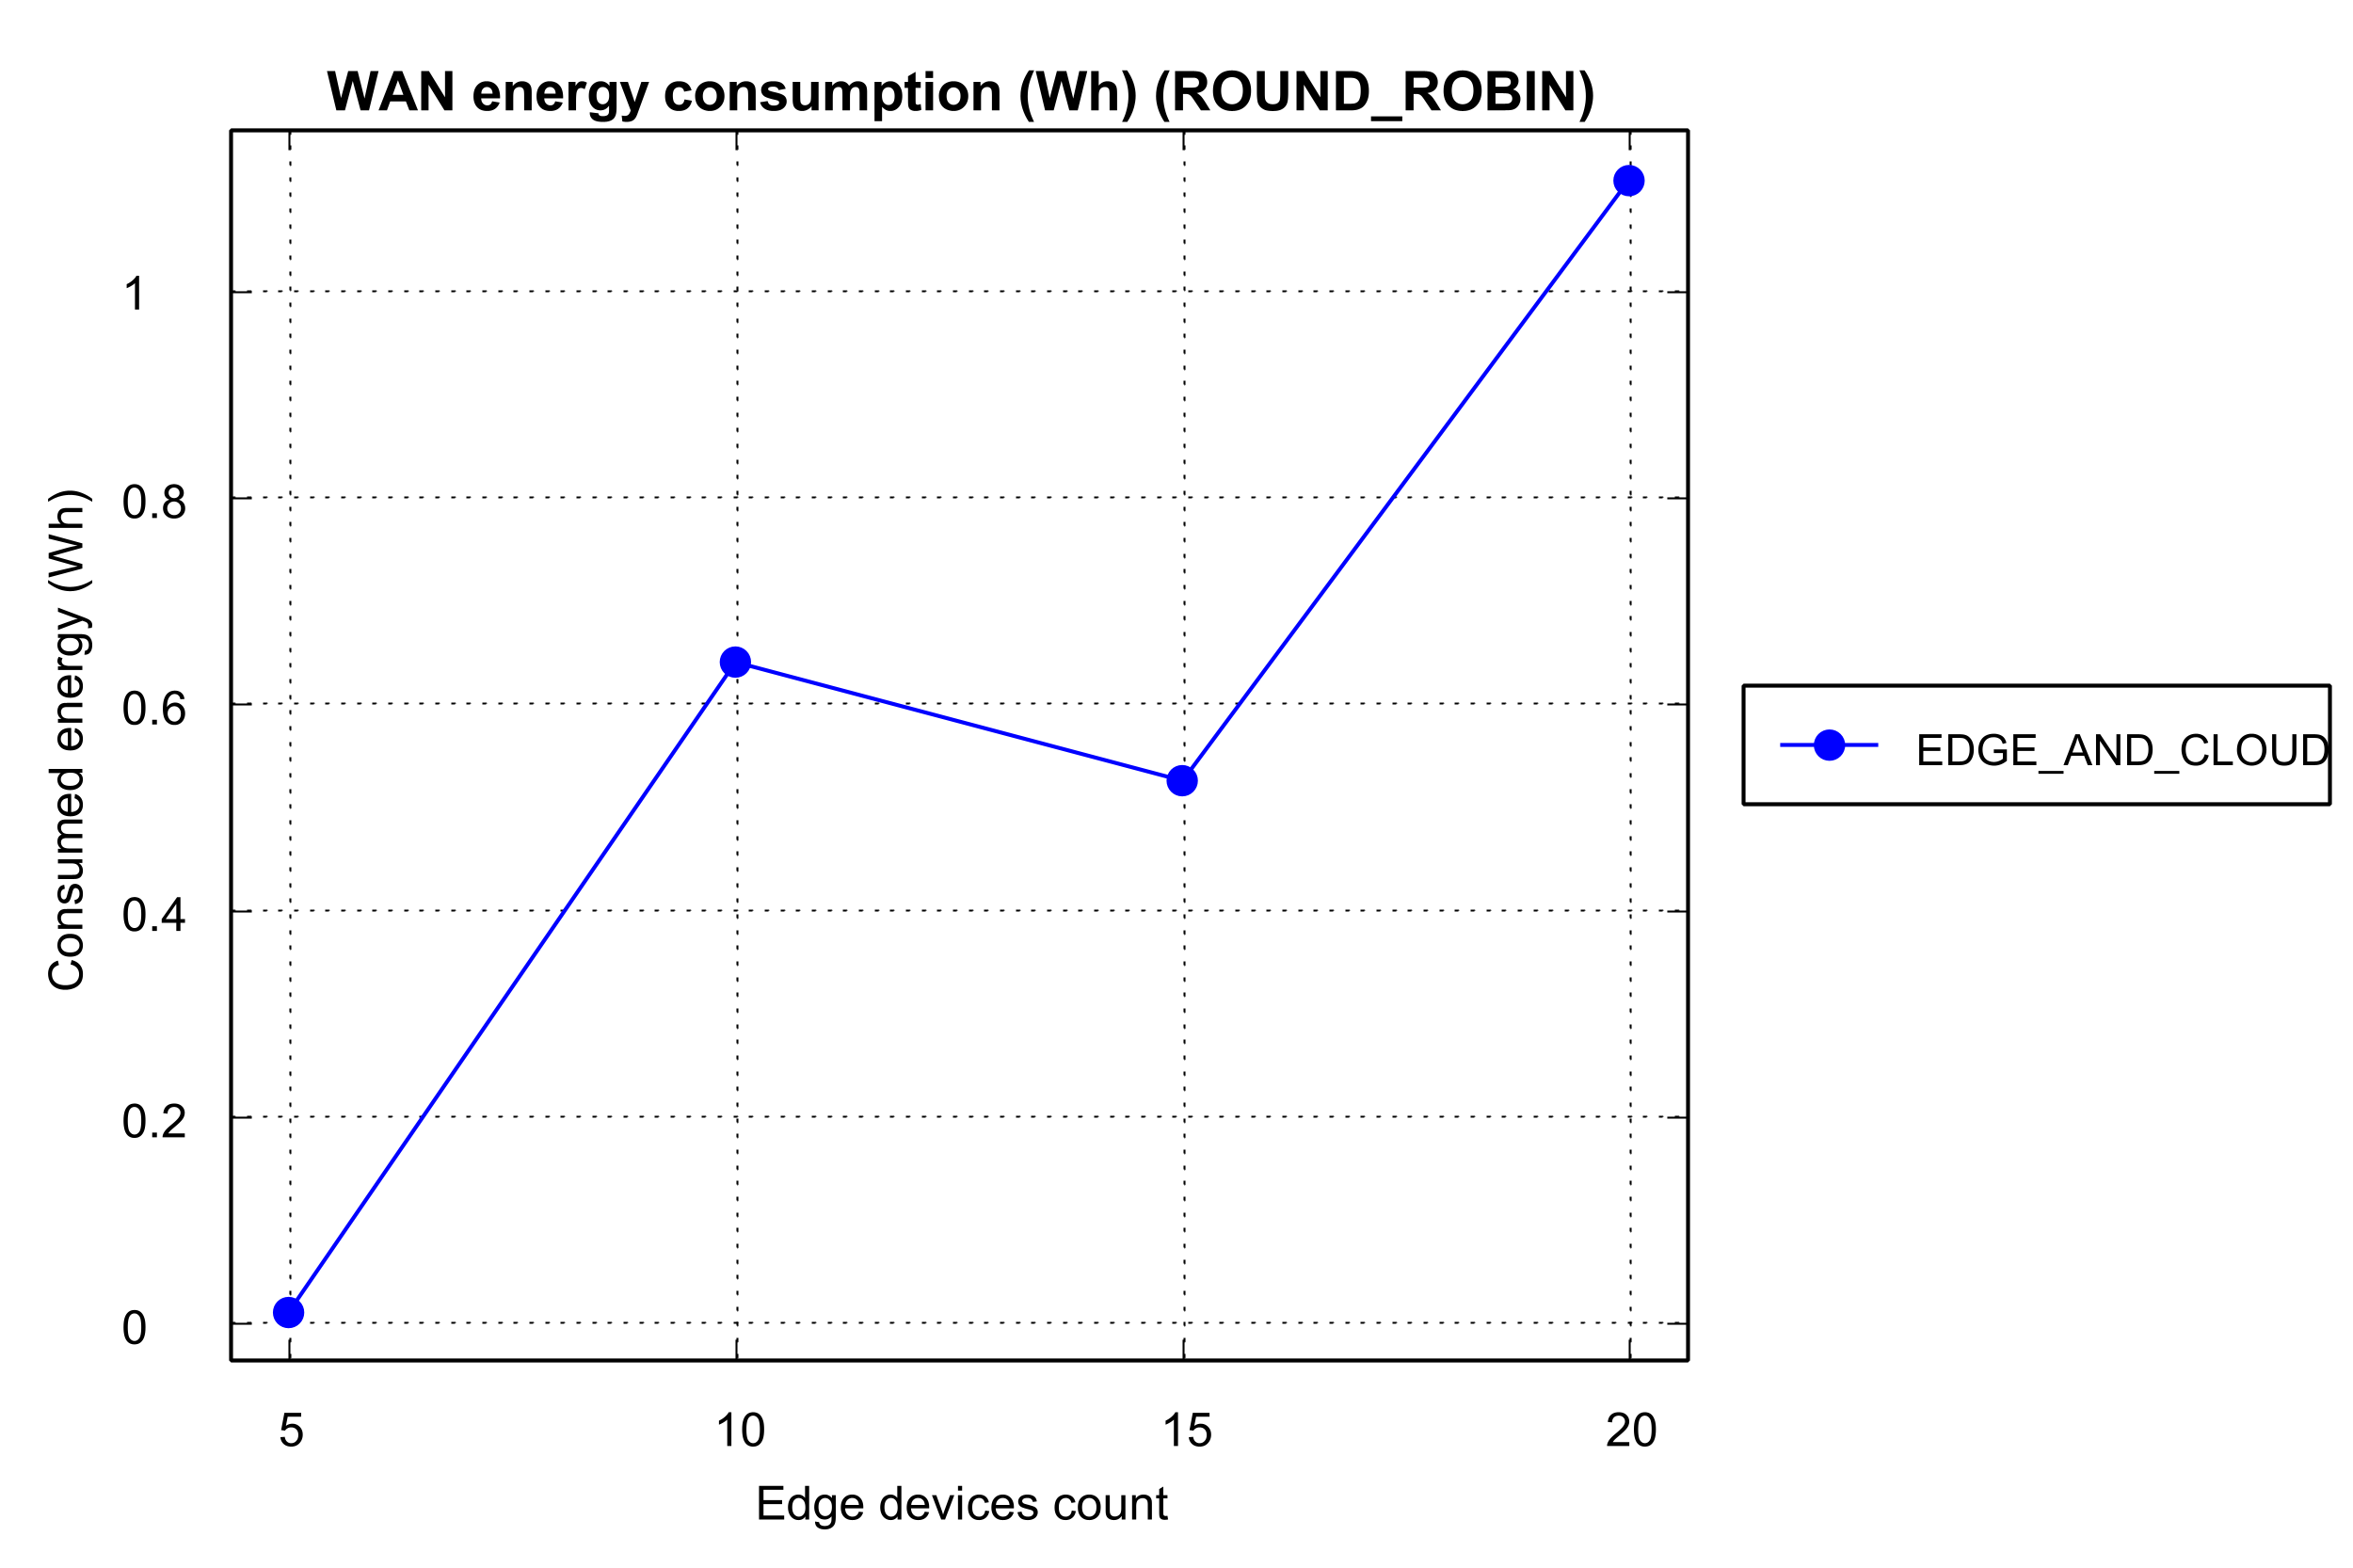 WAN energy consumption (Wh) (ROUND_ROBIN)
1
0.8
0.6
0.4
0.2
0
Consumed energy (Wh)
5 10 15 20
Edge devices count
EDGE_AND_CLOUD